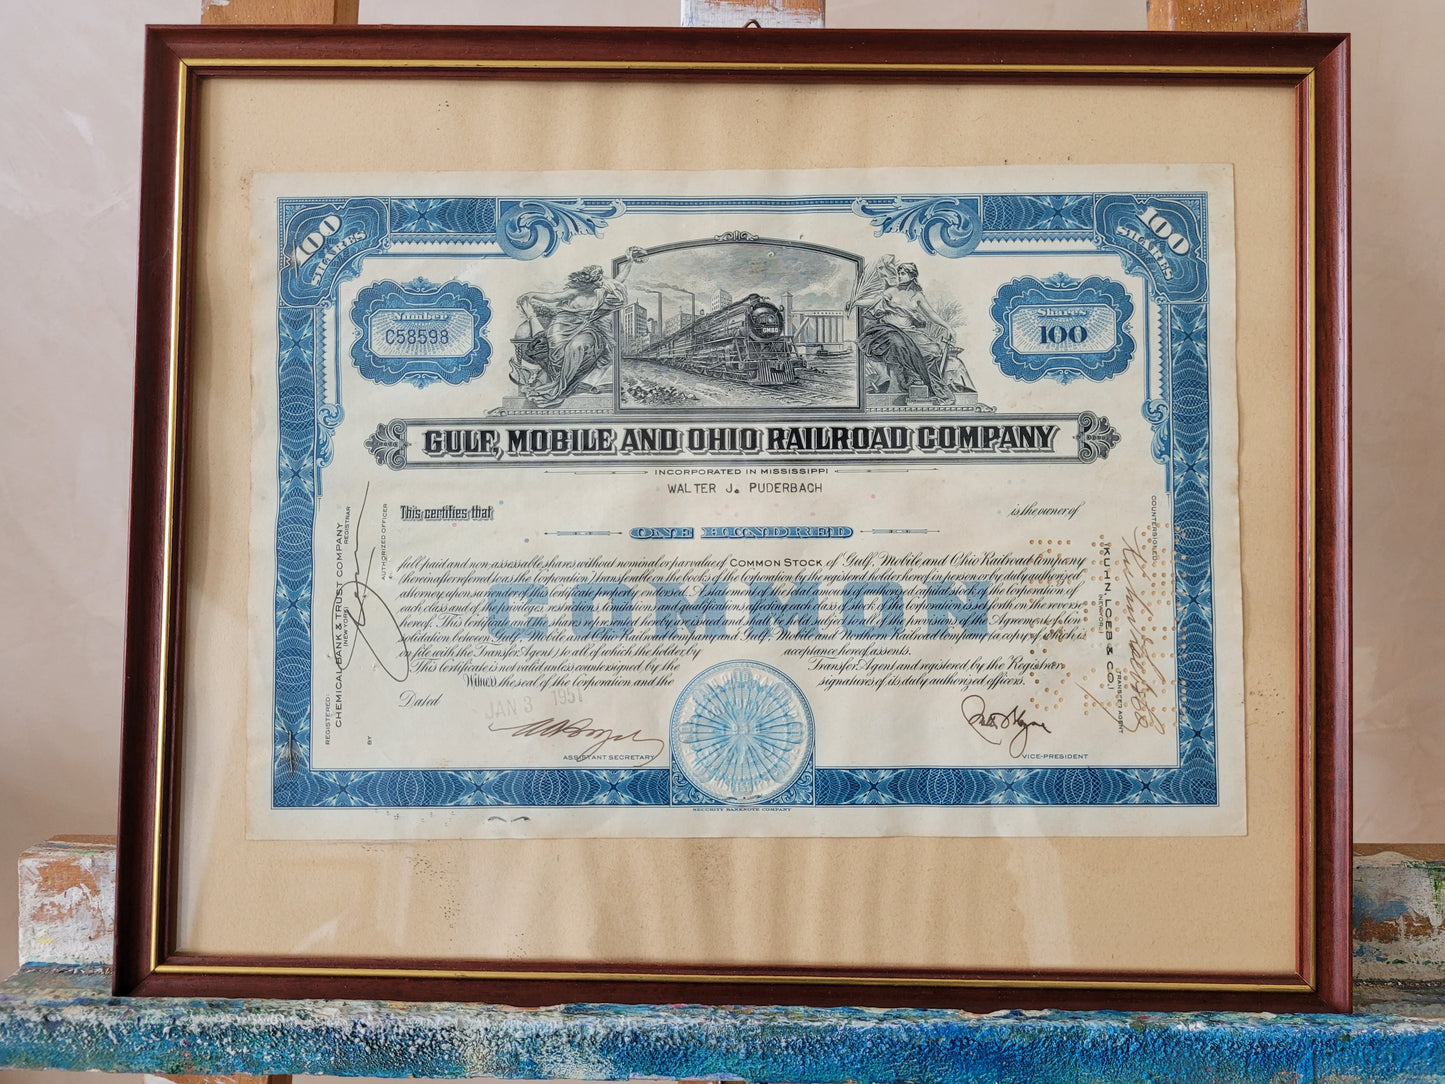 100 SHARES
100 SHARES
Number
C58598
Shares
100
GM&O
GULF, MOBILE AND OHIO RAILROAD COMPANY
INCORPORATED IN MISSISSIPPI
WALTER J. PUDERBACH
This certifies that
is the owner of
ONE HUNDRED
full paid and non-assessable shares without nominal or par value of COMMON STOCK of Gulf, Mobile and Ohio Railroad Company
(hereinafter referred to as the Corporation) transferable on the books of the Corporation by the registered holder hereof in person or by duly authorized
attorney upon surrender of this certificate properly endorsed. A statement of the total amount of authorized capital stock of the Corporation, of
each class and of the privileges, restrictions, limitations and qualifications affecting each class of stock of the Corporation is set forth on the reverse
hereof. This Certificate and the shares represented hereby are issued and shall be held subject to all of the provisions of the Agreement of Con-
solidation between Gulf, Mobile and Ohio Railroad Company and Gulf, Mobile and Northern Railroad Company (a copy of which is
on file with the Transfer Agent) to all of which the holder by acceptance hereof assents.
This Certificate is not valid unless countersigned by the Transfer Agent and registered by the Registrar.
Witness the seal of the Corporation and the signatures of its duly authorized officers.
Dated
JAN 3 1951
ASSISTANT SECRETARY
VICE-PRESIDENT
SECURITY BANKNOTE COMPANY
REGISTERED:
CHEMICAL BANK & TRUST COMPANY
(NEW YORK) REGISTRAR
BY
AUTHORIZED OFFICER
COUNTERSIGNED
KUHN, LOEB & CO.
(NEW YORK)
TRANSFER AGENT